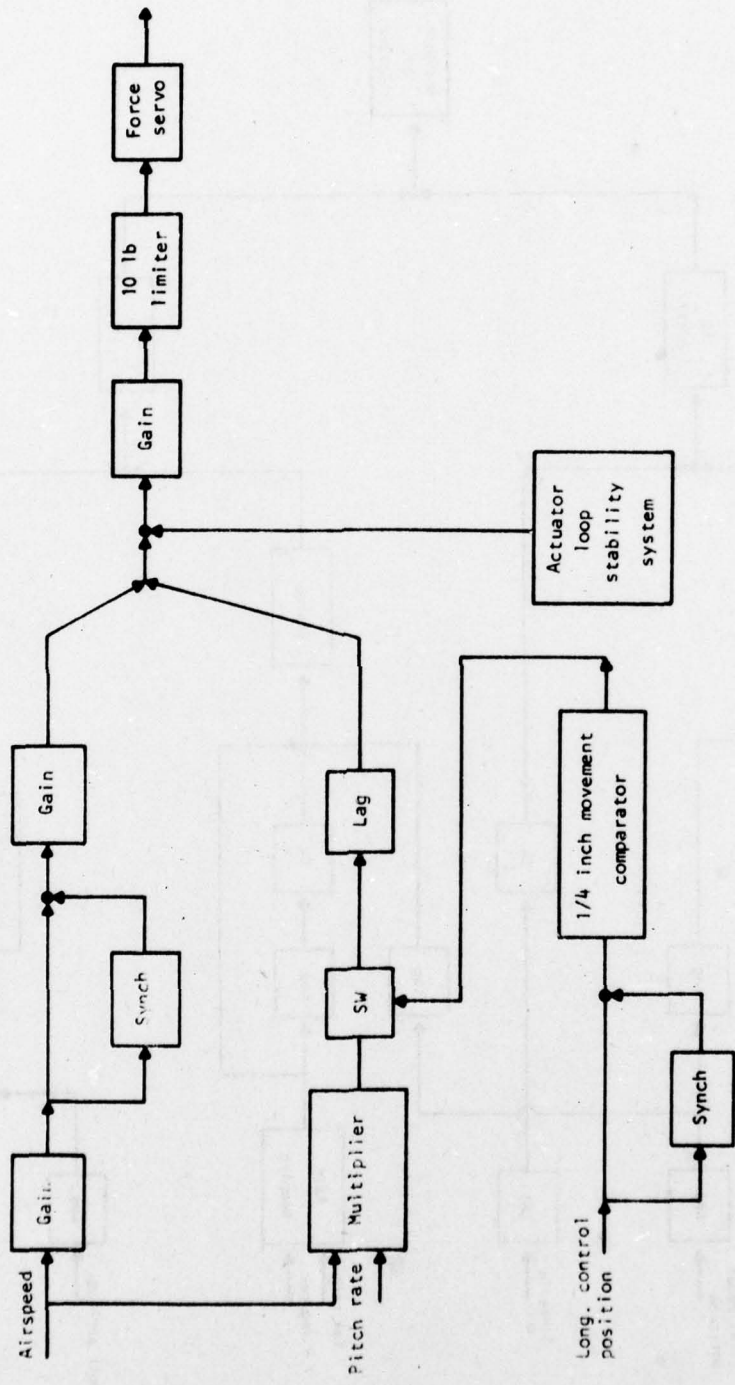 Airspeed
Gain
Synch
Gain
Pitch rate
Multiplier
SW
Lag
Long. control
position
Synch
1/4 inch movement
comparator
Actuator
loop
stability
system
Gain
10 lb
limiter
Force
servo